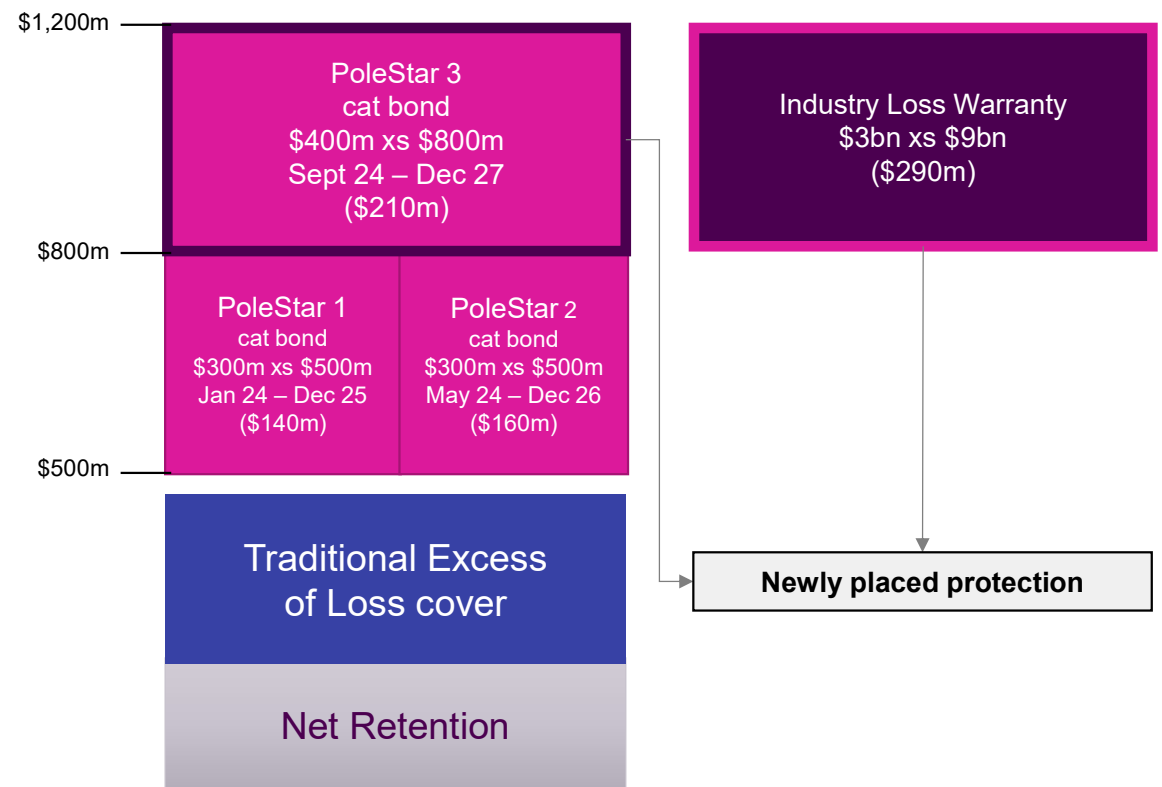 $1,200m
PoleStar 3
cat bond
$400m xs $800m
Sept 24 – Dec 27
($210m)
Industry Loss Warranty
$3bn xs $9bn
($290m)
$800m
PoleStar 1
cat bond
$300m xs $500m
Jan 24 – Dec 25
($140m)
PoleStar 2
cat bond
$300m xs $500m
May 24 – Dec 26
($160m)
$500m
Traditional Excess
of Loss cover
Newly placed protection
Net Retention